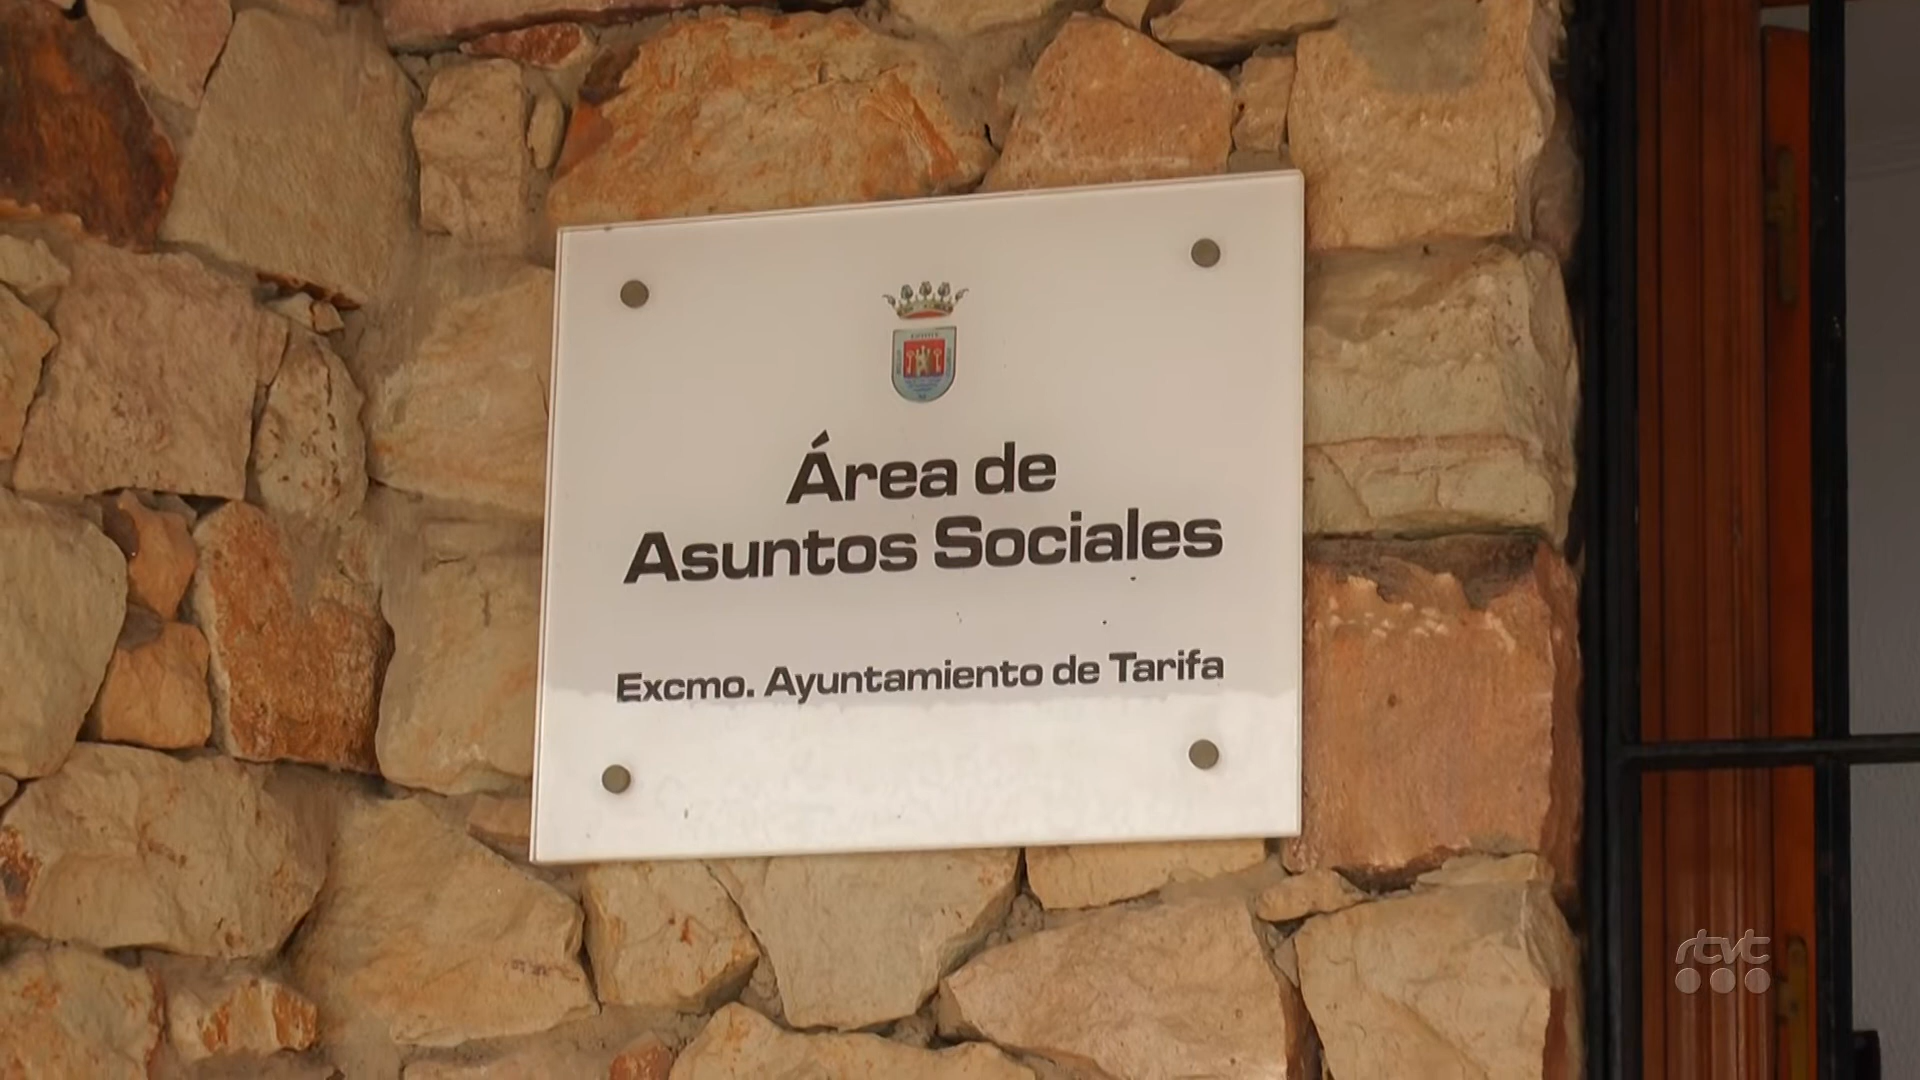 Área de
Asuntos Sociales
Excmo. Ayuntamiento de Tarifa
rtvt